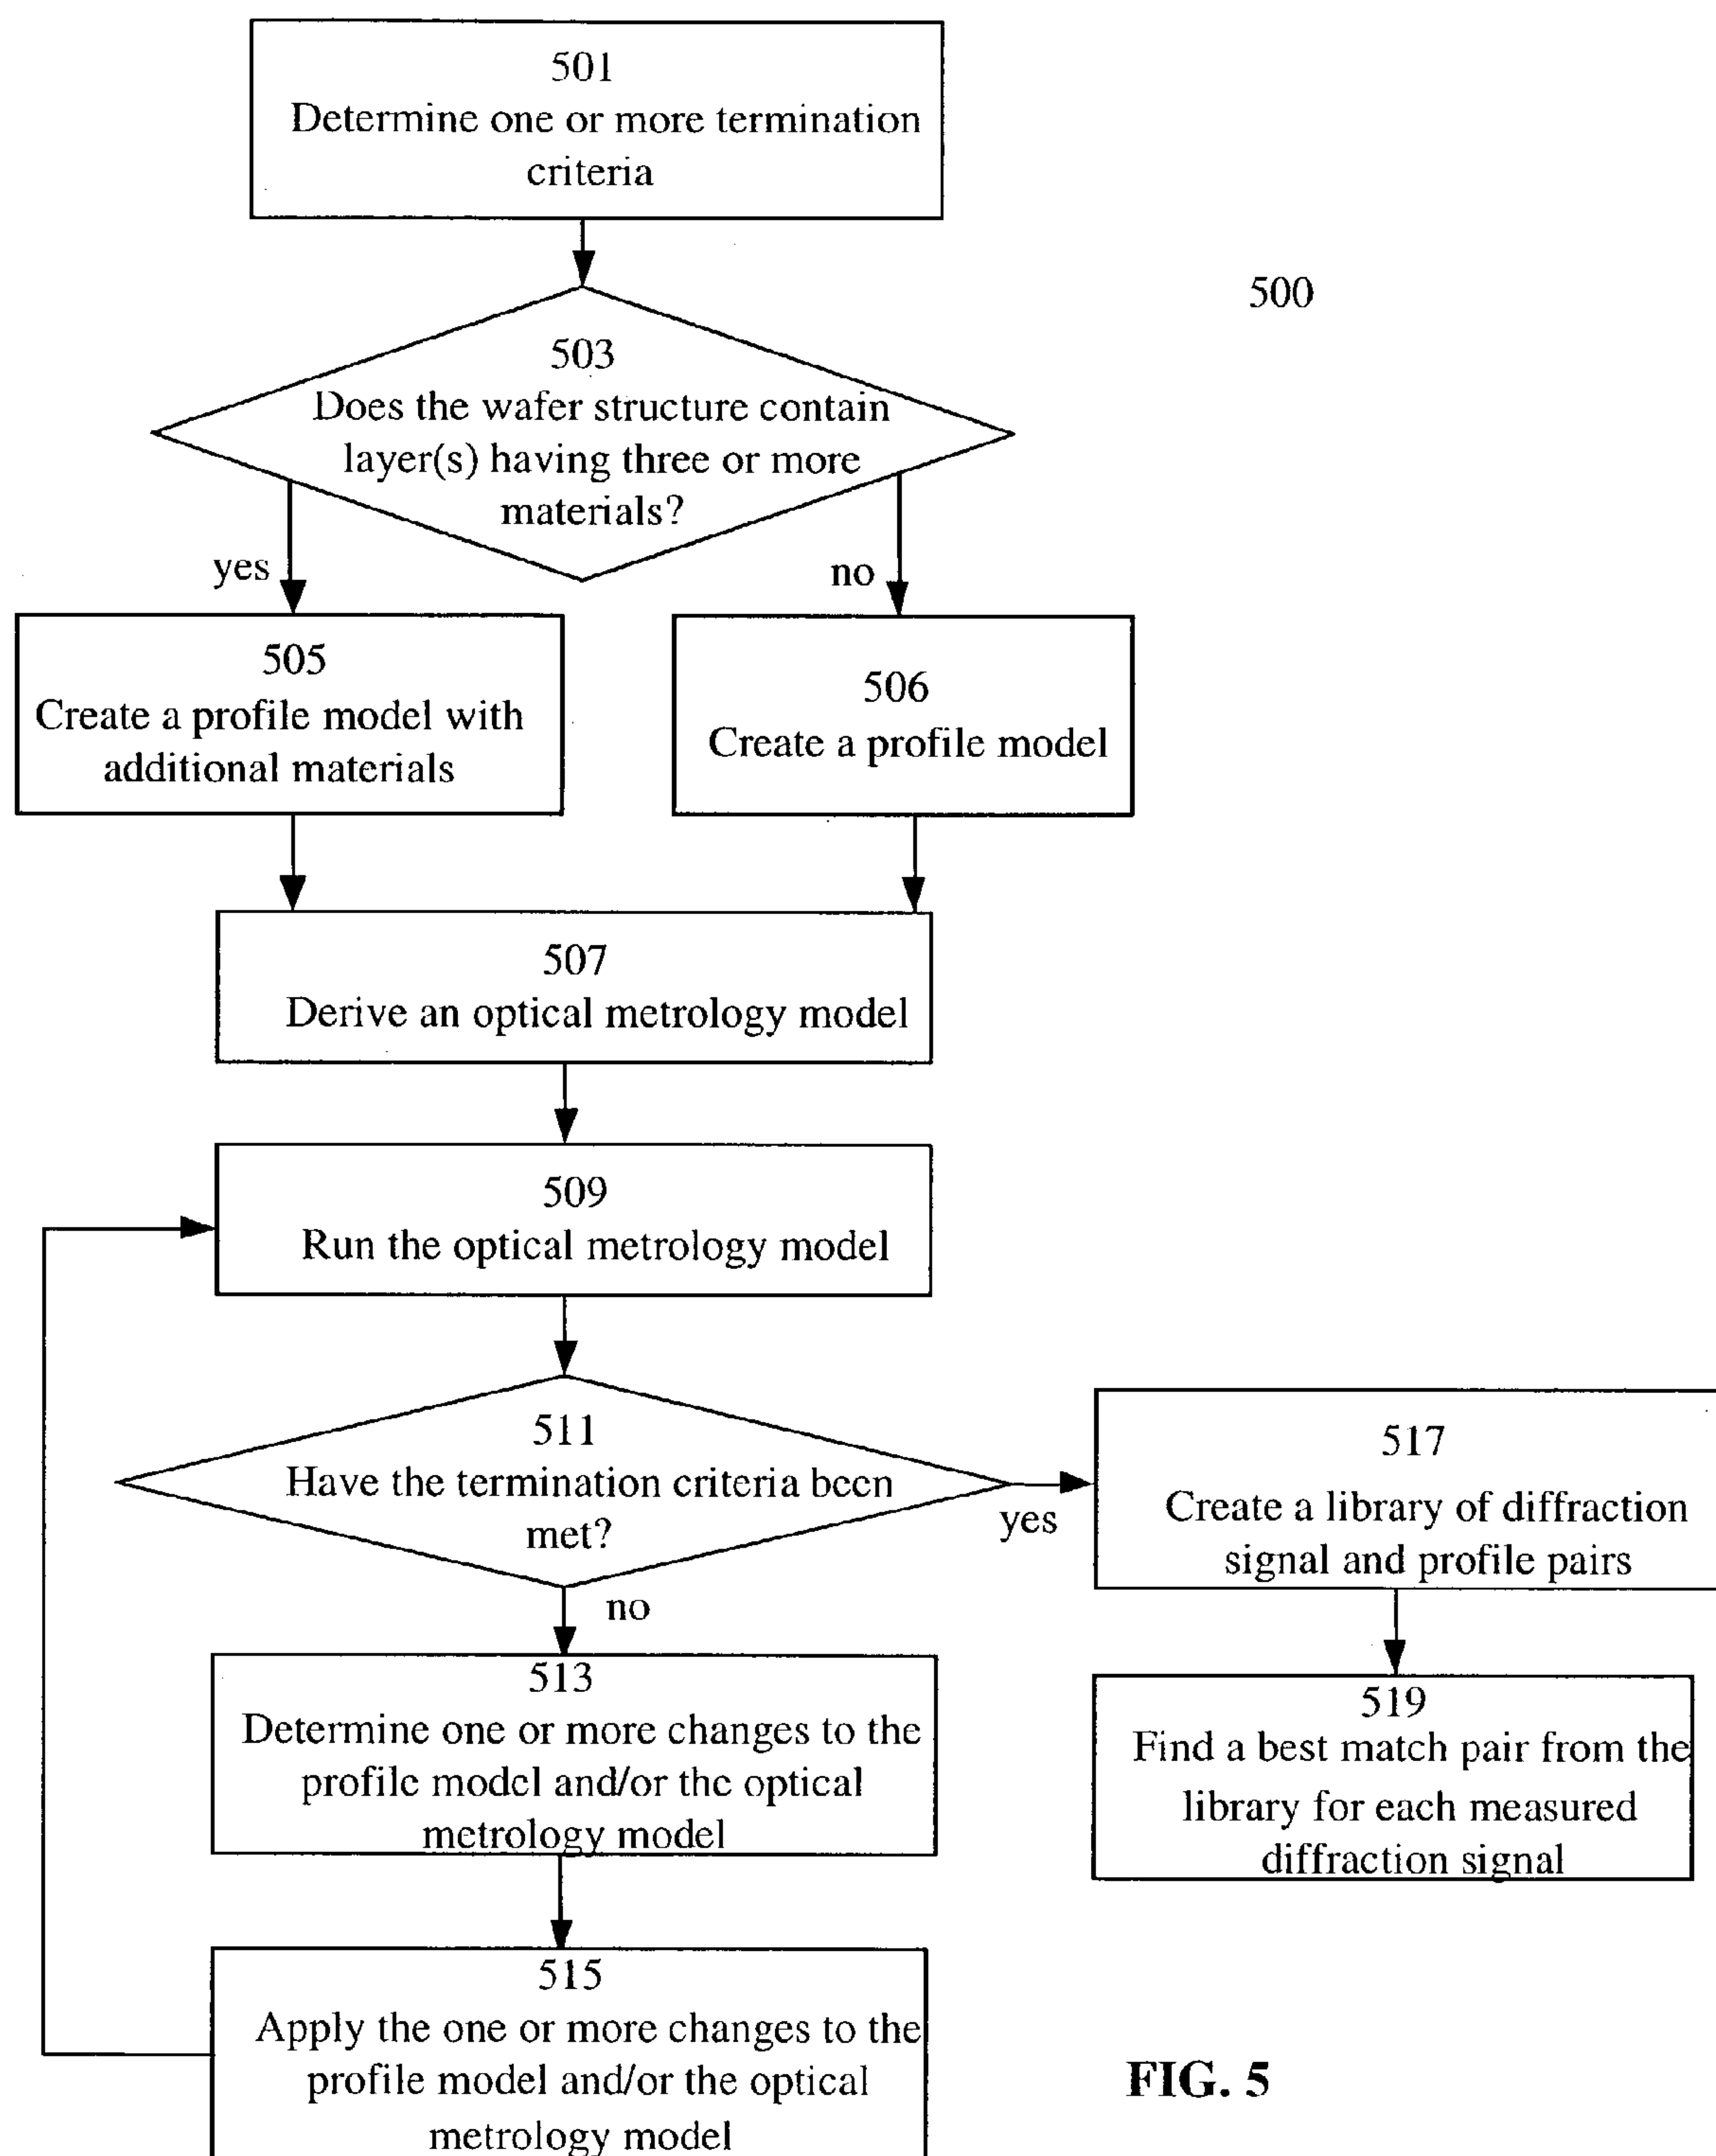 501
Determine one or more termination
criteria
500
503
Does the wafer structure contain
layer(s) having three or more
materials?
yes
no
505
Create a profile model with
additional materials
506
Create a profile model
507
Derive an optical metrology model
509
Run the optical metrology model
511
Have the termination criteria been
met?
yes
no
517
Create a library of diffraction
signal and profile pairs
513
Determine one or more changes to the
profile model and/or the optical
metrology model
519
Find a best match pair from the
library for each measured
diffraction signal
515
Apply the one or more changes to the
profile model and/or the optical
metrology model
FIG. 5